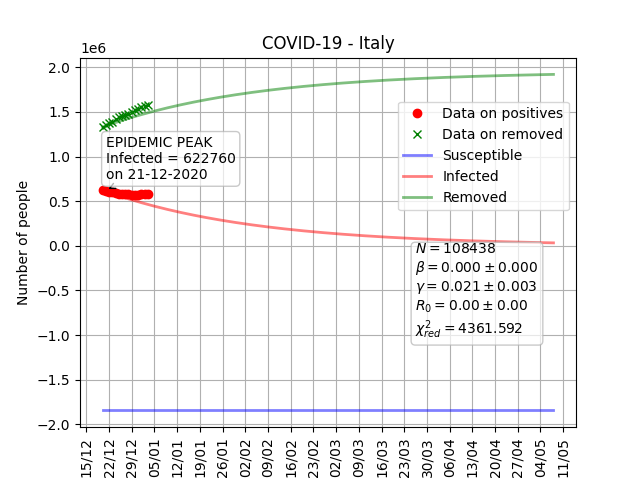 COVID-19 - Italy
1e6
2.0
1.5
1.0
0.5
0.0
−0.5
−1.0
−1.5
−2.0
Number of people
EPIDEMIC PEAK
Infected = 622760
on 21-12-2020
Data on positives
Data on removed
Susceptible
Infected
Removed
N = 108438
β = 0.000 ± 0.000
γ = 0.021 ± 0.003
R₀ = 0.00 ± 0.00
χ²_red = 4361.592
15/12
22/12
29/12
05/01
12/01
19/01
26/01
02/02
09/02
16/02
23/02
02/03
09/03
16/03
23/03
30/03
06/04
13/04
20/04
27/04
04/05
11/05